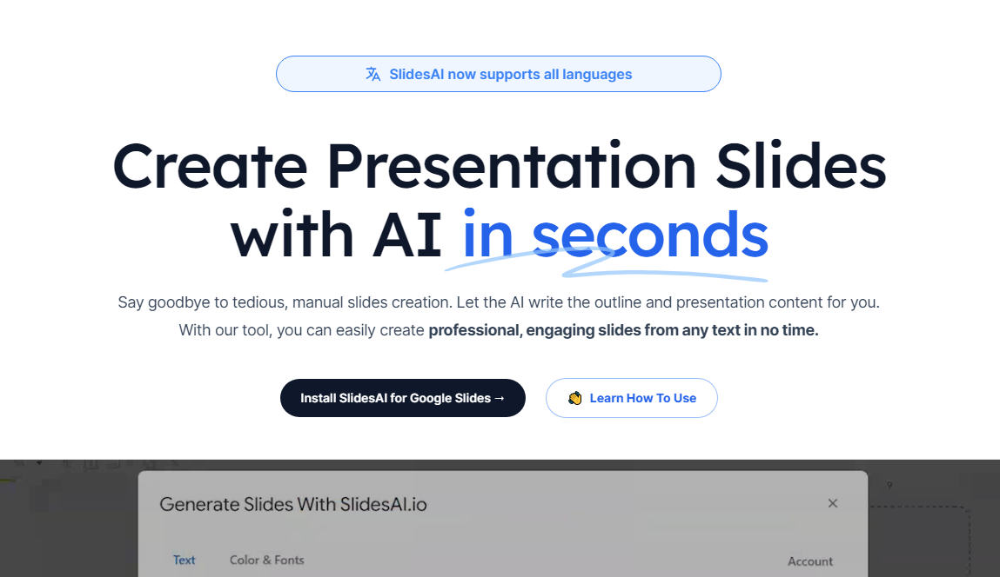 SlidesAI now supports all languages
Create Presentation Slides
with AI in seconds
Say goodbye to tedious, manual slides creation. Let the AI write the outline and presentation content for you.
With our tool, you can easily create professional, engaging slides from any text in no time.
Install SlidesAI for Google Slides →
Learn How To Use
Generate Slides With SlidesAI.io
Text
Color & Fonts
Account